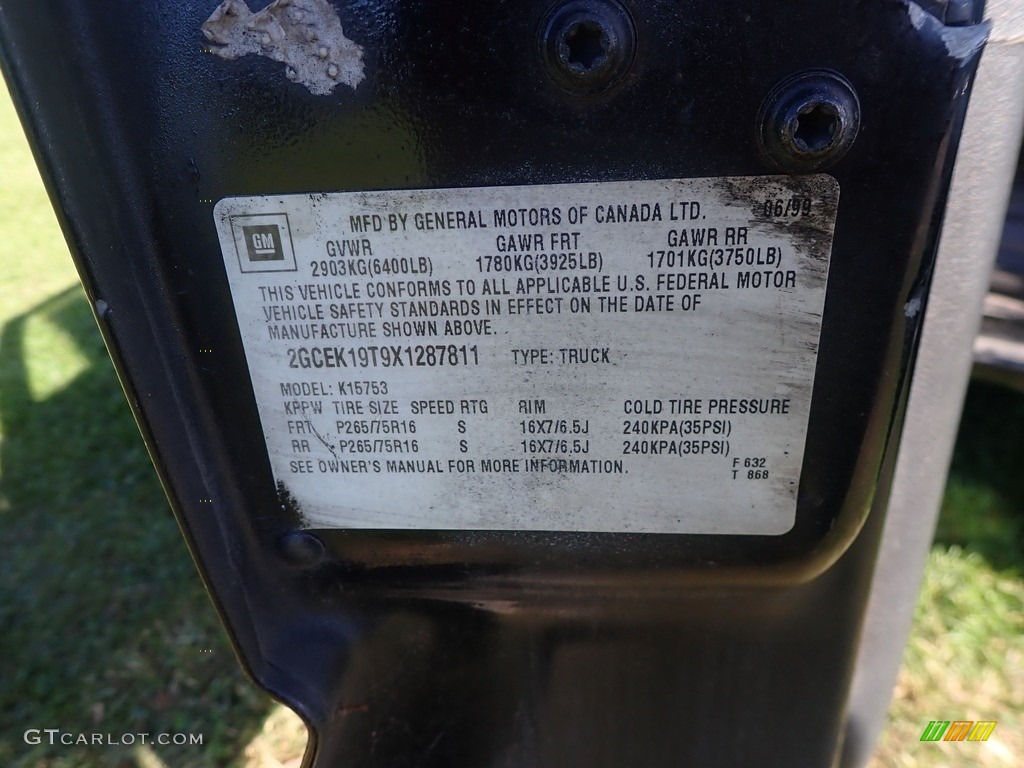 MFD BY GENERAL MOTORS OF CANADA LTD. 06/99
GM
GVWR GAWR FRT GAWR RR
2903KG(6400LB) 1780KG(3925LB) 1701KG(3750LB)
THIS VEHICLE CONFORMS TO ALL APPLICABLE U.S. FEDERAL MOTOR
VEHICLE SAFETY STANDARDS IN EFFECT ON THE DATE OF
MANUFACTURE SHOWN ABOVE.
2GCEK19T9X1287811 TYPE: TRUCK
MODEL: K15753
KPPW TIRE SIZE SPEED RTG RIM COLD TIRE PRESSURE
FRT P265/75R16 S 16X7/6.5J 240KPA(35PSI)
RR P265/75R16 S 16X7/6.5J 240KPA(35PSI)
SEE OWNER'S MANUAL FOR MORE INFORMATION.
F 632
T 868
GTCARLOT.COM